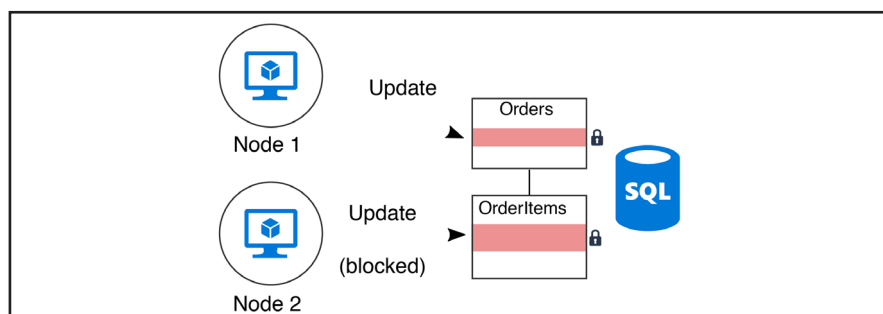 Node 1
Update
Orders
SQL
OrderItems
Update
(blocked)
Node 2